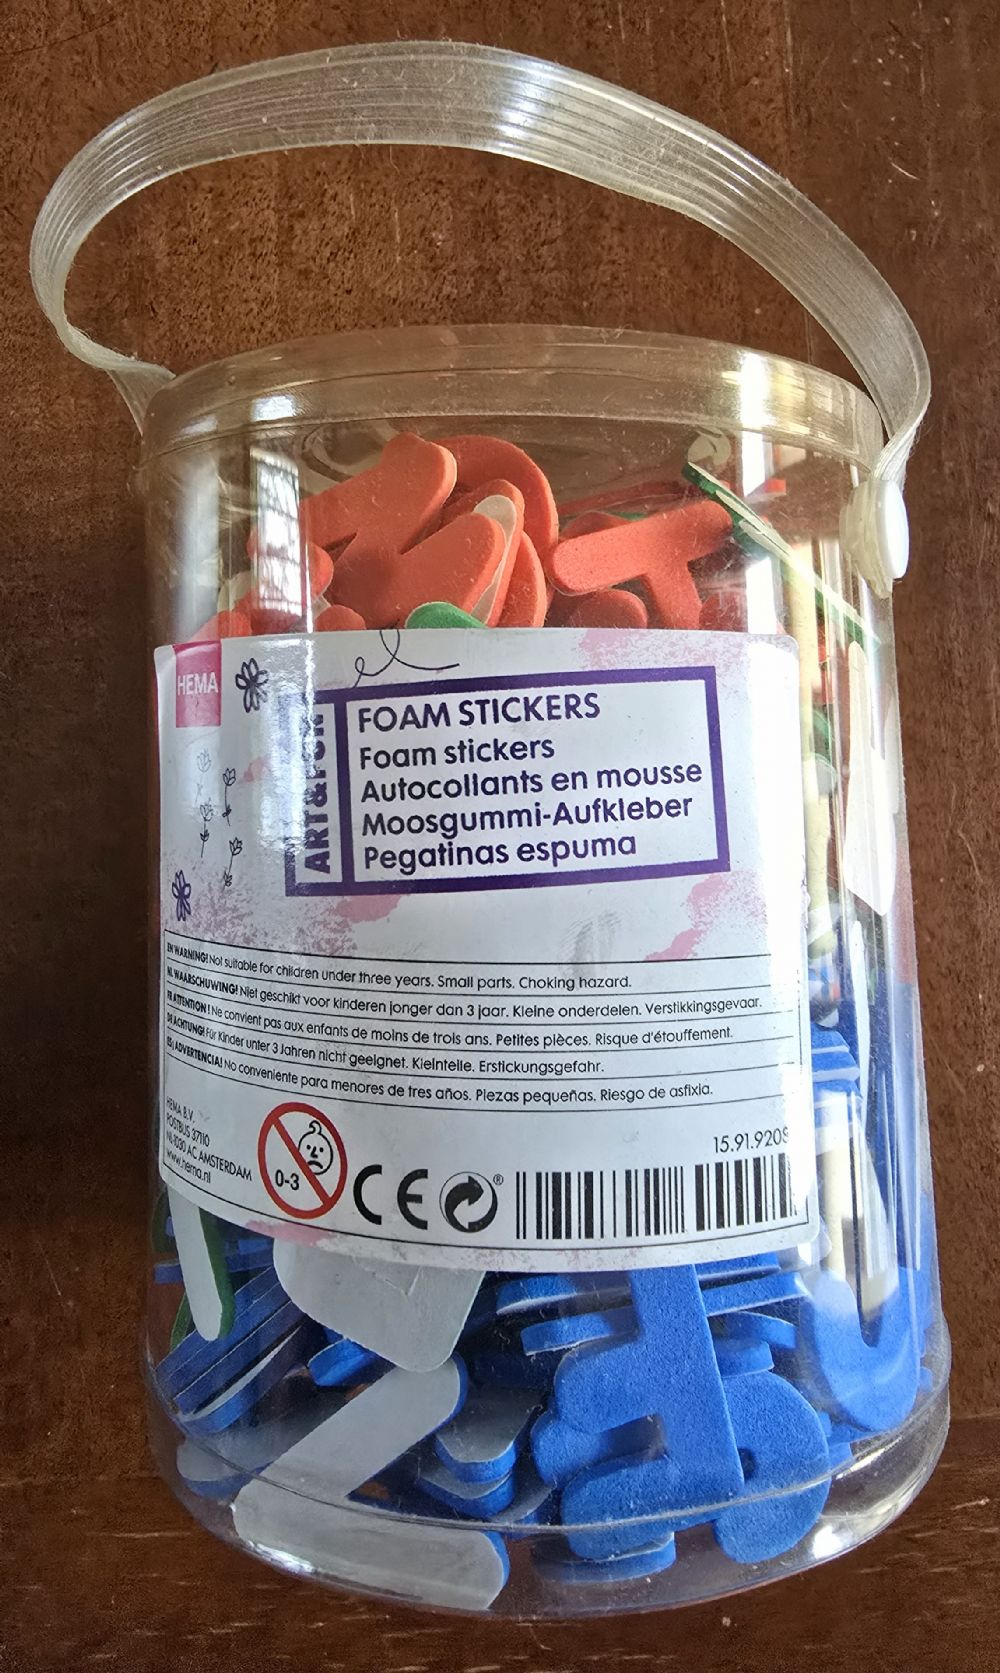 HEMA
ART&FUN
FOAM STICKERS
Foam stickers
Autocollants en mousse
Moosgummi-Aufkleber
Pegatinas espuma
EN WARNING! Not suitable for children under three years. Small parts. Choking hazard.
NL WAARSCHUWING! Niet geschikt voor kinderen jonger dan 3 jaar. Kleine onderdelen. Verstikkingsgevaar.
FR ATTENTION ! Ne convient pas aux enfants de moins de trois ans. Petites pièces. Risque d'étouffement.
DE ACHTUNG! Für Kinder unter 3 Jahren nicht geeignet. Kleinteile. Erstickungsgefahr.
ES ¡ADVERTENCIA! No conveniente para menores de tres años. Piezas pequeñas. Riesgo de asfixia.
HEMA B.V.
POSTBUS 37110
NL-1030 AC AMSTERDAM
www.hema.nl
0-3
CE
®
15.91.9208